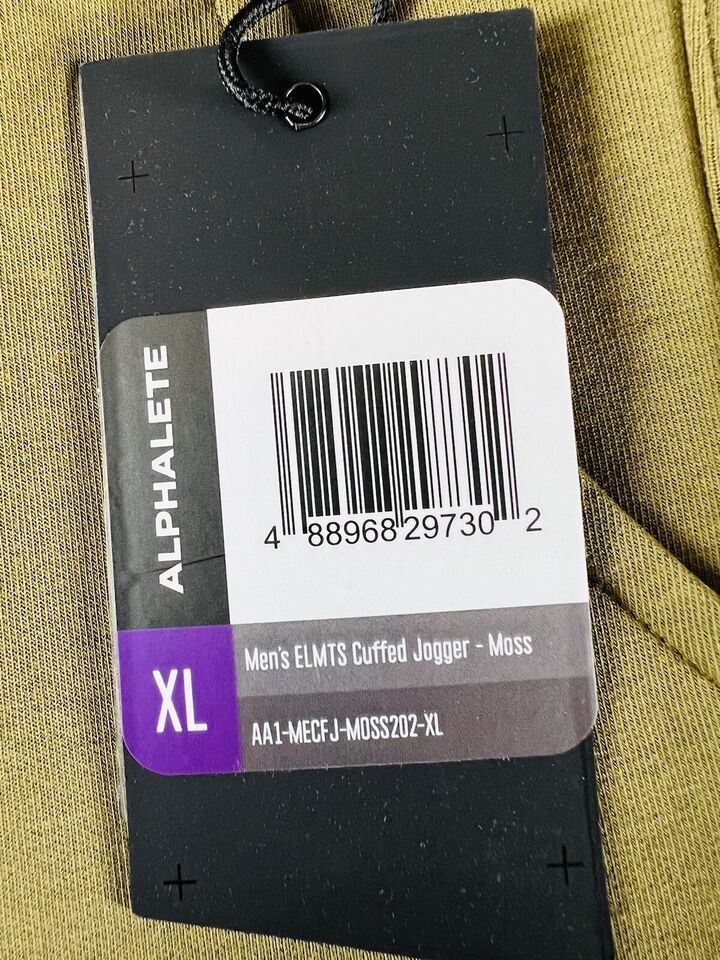 ALPHALETE
4 88968 29730 2
XL
Men's ELMTS Cuffed Jogger - Moss
AA1-MECFJ-MOSS202-XL